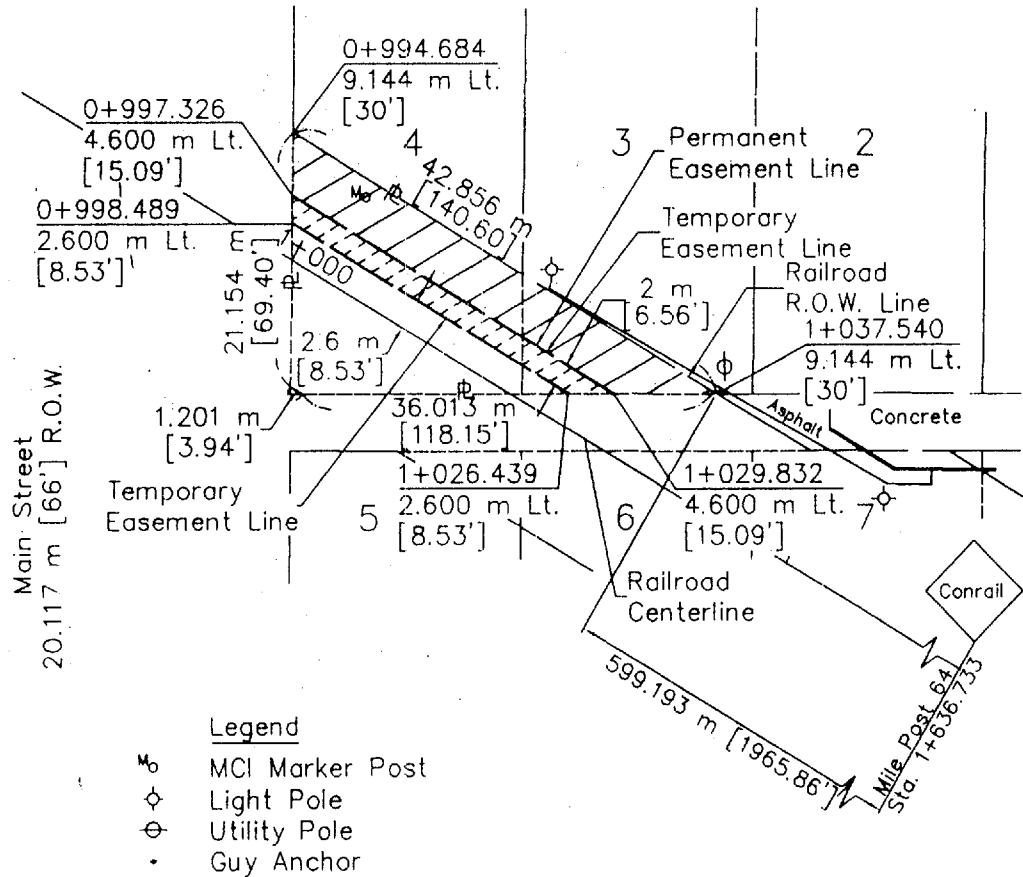 0+994.684
9.144 m Lt.
[30']
0+997.326
4.600 m Lt.
[15.09']
0+998.489
2.600 m Lt.
[8.53']
4
3
2
Permanent
Easement Line
42.856 m
[140.60']
Temporary
Easement Line
Railroad
R.O.W. Line
Mo
21.154 m
[69.40']
+000
2 m
[6.56']
1+037.540
9.144 m Lt.
[30']
2.6 m
[8.53']
Asphalt
Concrete
1.201 m
[3.94']
36.013 m
[118.15']
Main Street
20.117 m [66'] R.O.W.
Temporary
Easement Line
5
1+026.439
2.600 m Lt.
[8.53']
6
1+029.832
4.600 m Lt.
[15.09']
7
Railroad
Centerline
Conrail
599.193 m [1965.86']
Mile Post 64
Sta. 1+636.733
Legend
Mo MCI Marker Post
Light Pole
Utility Pole
Guy Anchor